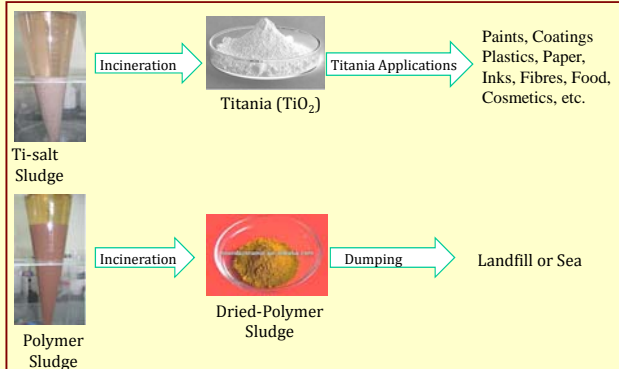 Incineration
Titania Applications
Paints, Coatings
Plastics, Paper,
Inks, Fibres, Food,
Cosmetics, etc.
Titania (TiO₂)
Ti-salt
Sludge
Incineration
Dumping
Landfill or Sea
Dried-Polymer
Sludge
Polymer
Sludge